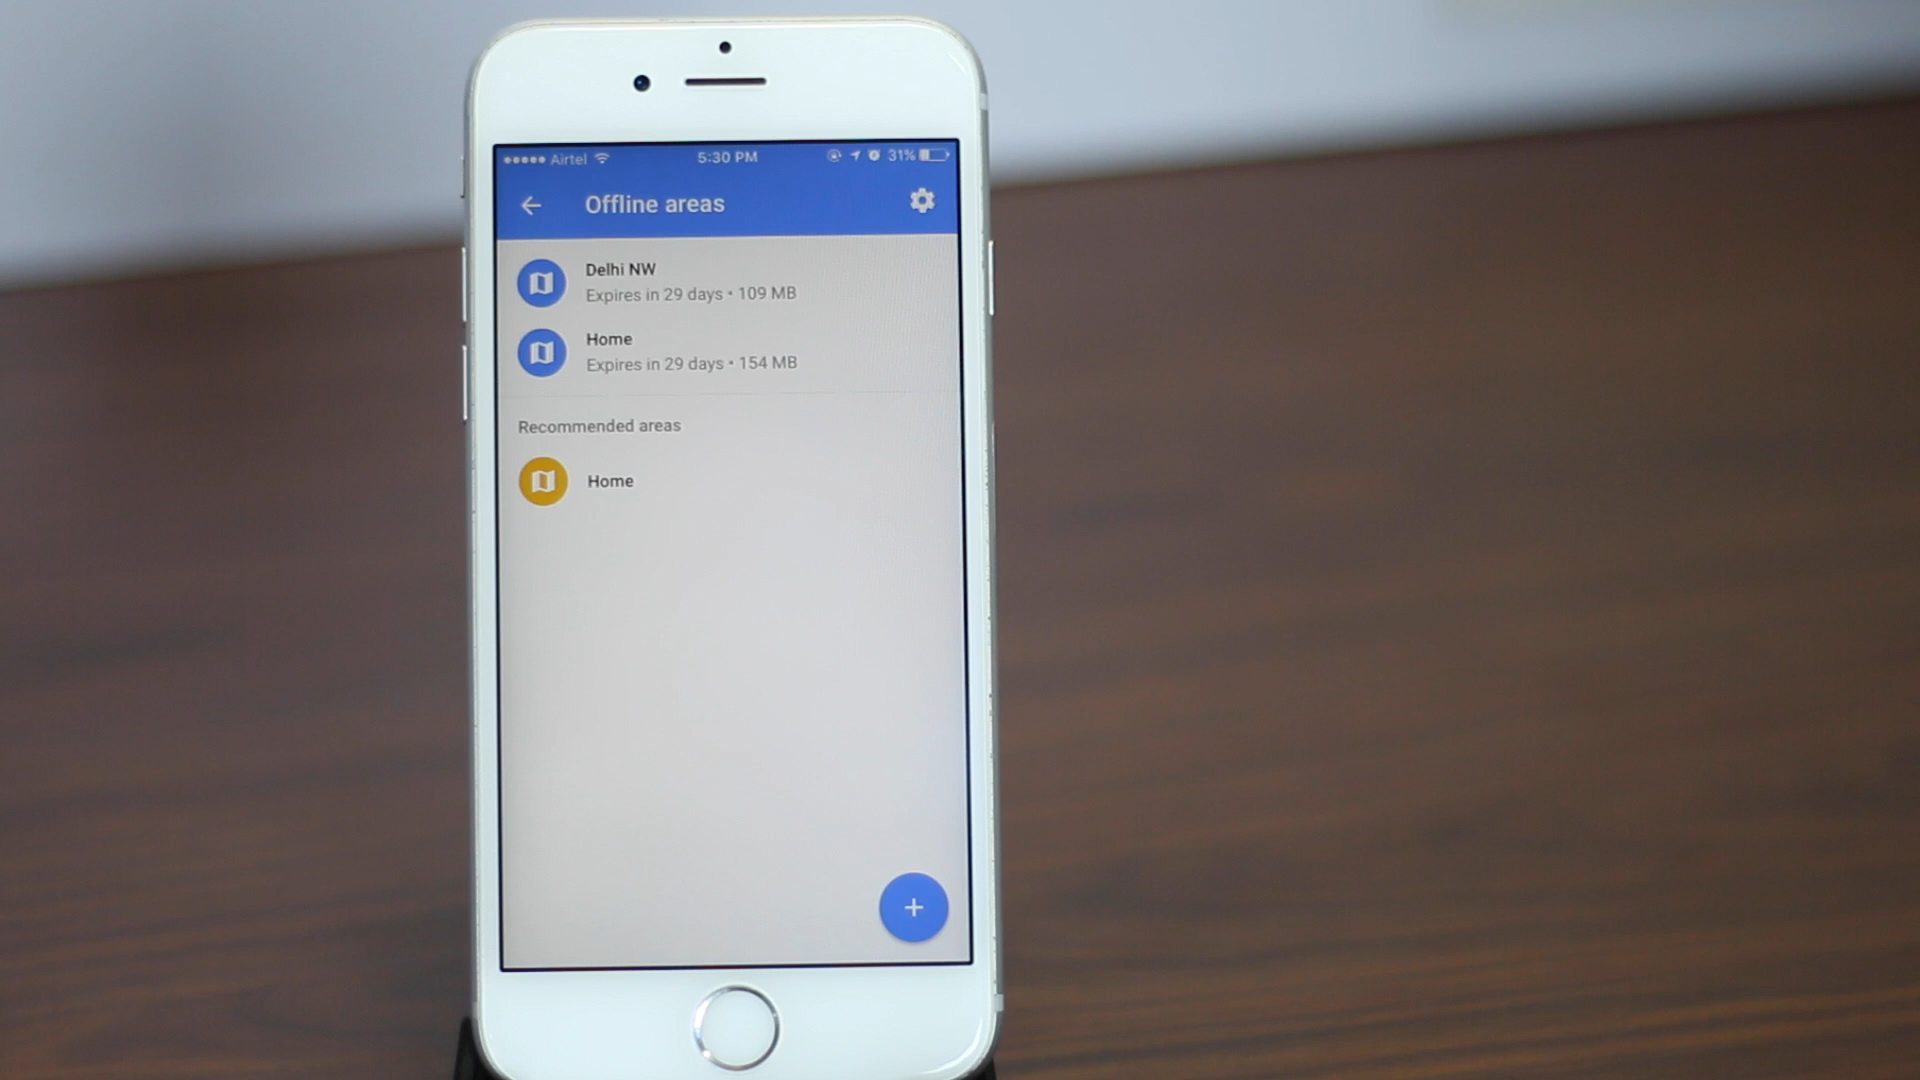 Airtel 5:30 PM 31%
Offline areas
Delhi NW
Expires in 29 days • 109 MB
Home
Expires in 29 days • 154 MB
Recommended areas
Home
+